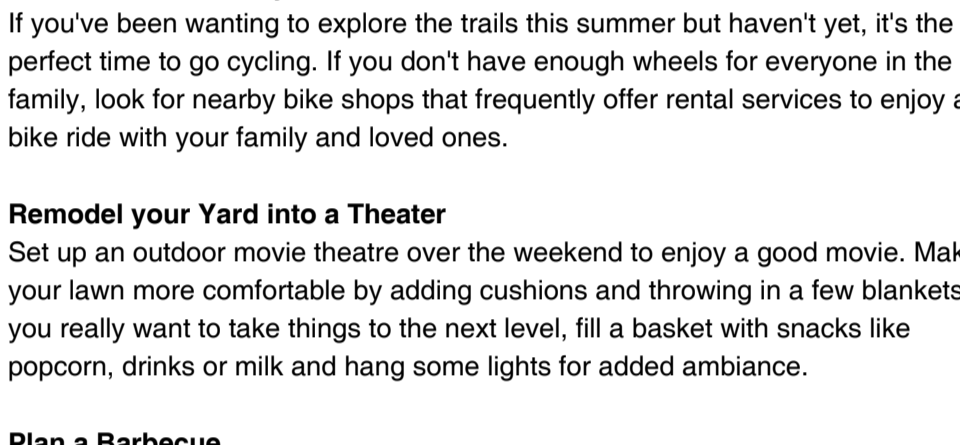 If you've been wanting to explore the trails this summer but haven't yet, it's the
perfect time to go cycling. If you don't have enough wheels for everyone in the
family, look for nearby bike shops that frequently offer rental services to enjoy a
bike ride with your family and loved ones.
Remodel your Yard into a Theater
Set up an outdoor movie theatre over the weekend to enjoy a good movie. Mak
your lawn more comfortable by adding cushions and throwing in a few blankets
you really want to take things to the next level, fill a basket with snacks like
popcorn, drinks or milk and hang some lights for added ambiance.
Plan a Barbecue